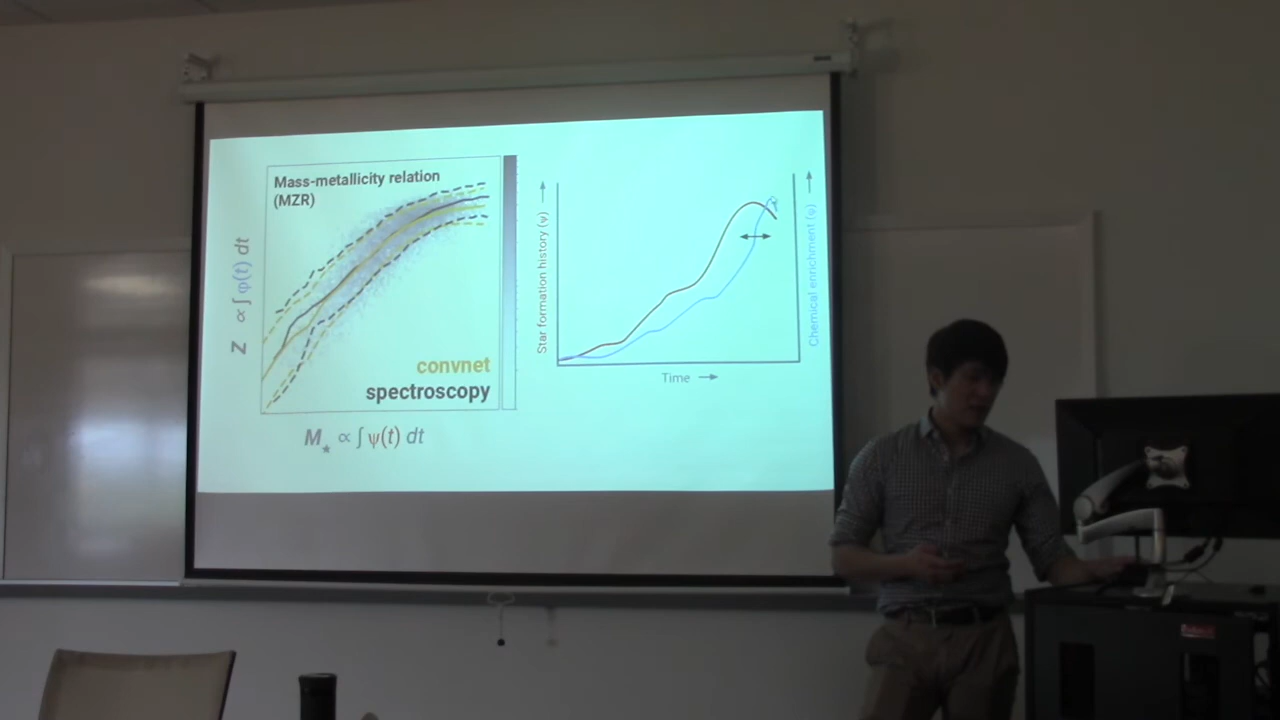 Mass-metallicity relation
(MZR)
Z ∝ ∫ φ(t) dt
convnet
spectroscopy
M⋆ ∝ ∫ ψ(t) dt
Star formation history (ψ)
Time
Chemical enrichment (φ)